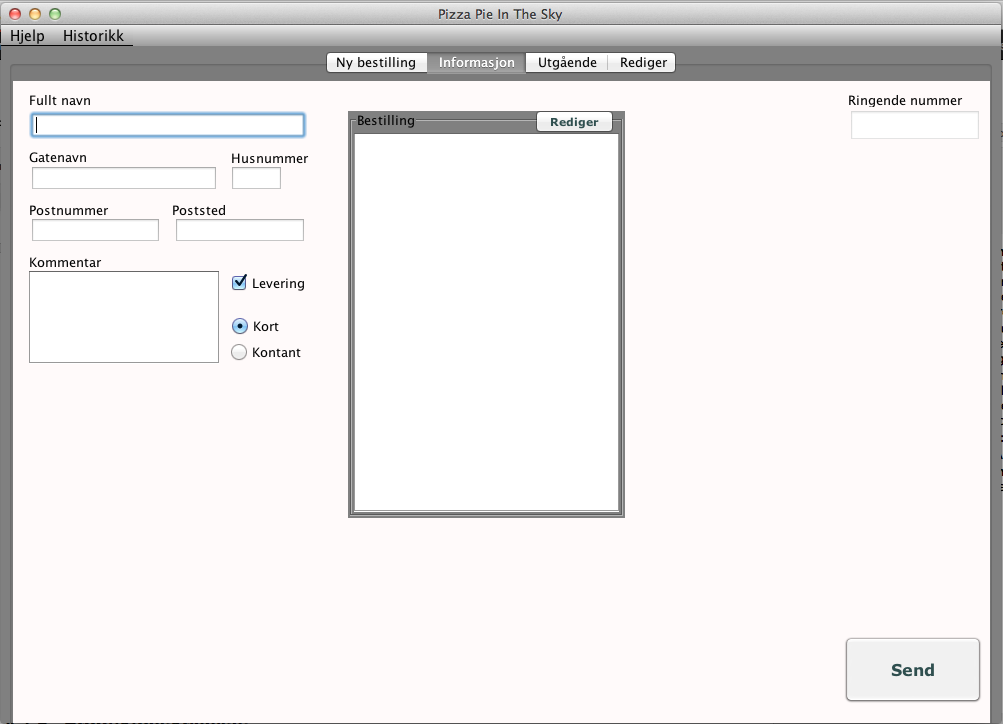 Pizza Pie In The Sky
Hjelp Historikk
Ny bestilling Informasjon Utgående Rediger
Fullt navn
Ringende nummer
Bestilling Rediger
Gatenavn Husnummer
Postnummer Poststed
Kommentar
Levering
Kort
Kontant
Send